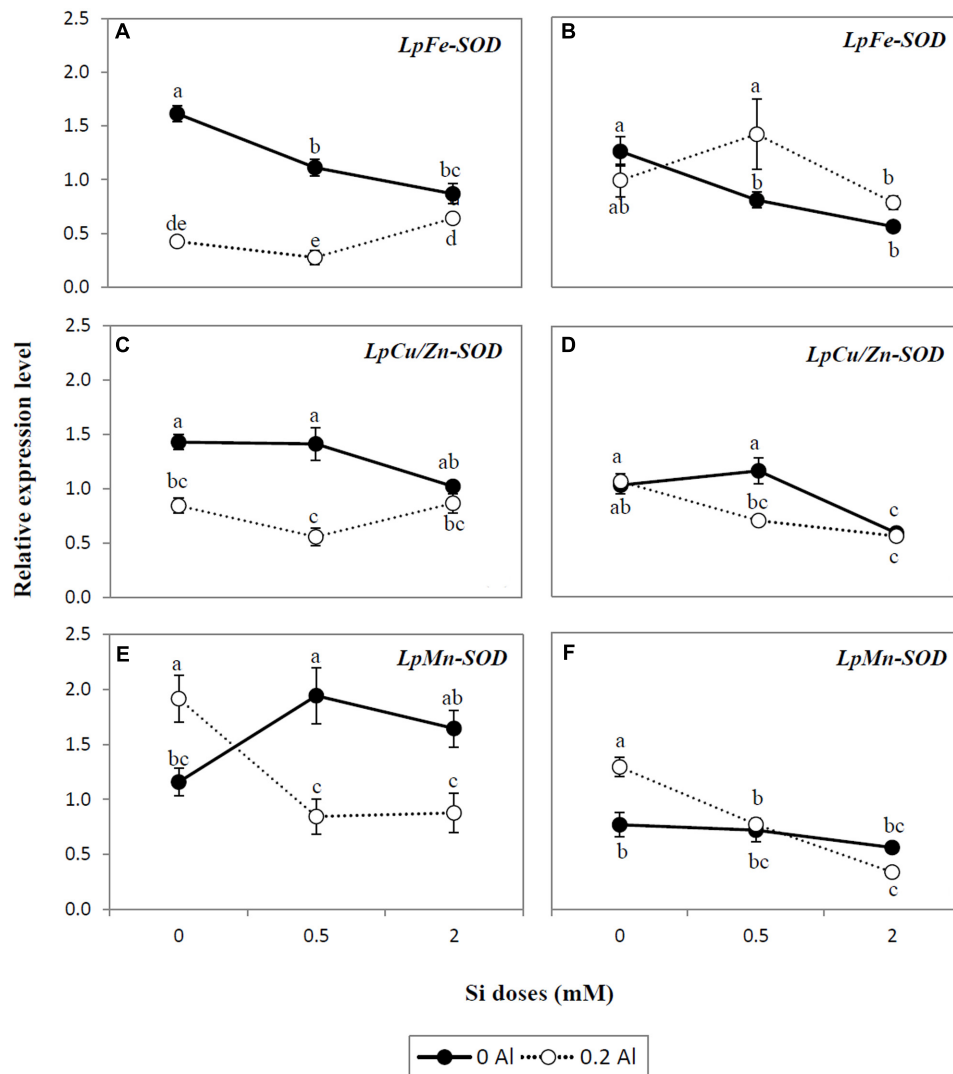 A
LpFe-SOD
2.5
2.0
1.5
1.0
0.5
0.0
a
b
bc
de
e
d
B
LpFe-SOD
a
ab
a
b
b
b
C
LpCu/Zn-SOD
2.5
2.0
1.5
1.0
0.5
0.0
a
a
ab
bc
c
bc
D
LpCu/Zn-SOD
a
ab
a
bc
c
c
E
LpMn-SOD
2.5
2.0
1.5
1.0
0.5
0.0
a
a
ab
bc
c
c
0
0.5
2
F
LpMn-SOD
a
b
b
bc
bc
c
0
0.5
2
Relative expression level
Si doses (mM)
0 Al
0.2 Al